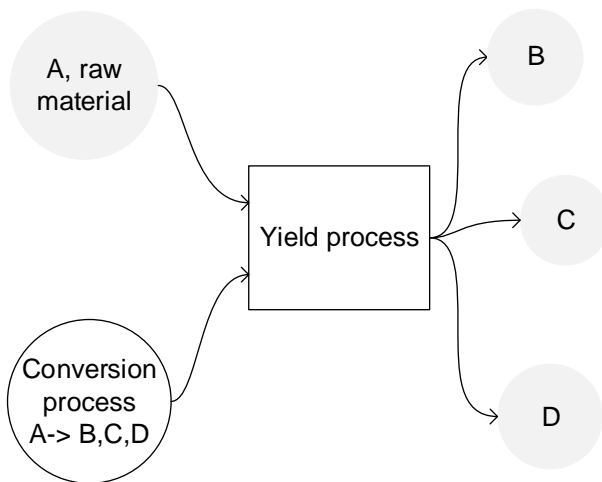 A, raw
material
B
Yield process
C
Conversion
process
A-> B,C,D
D